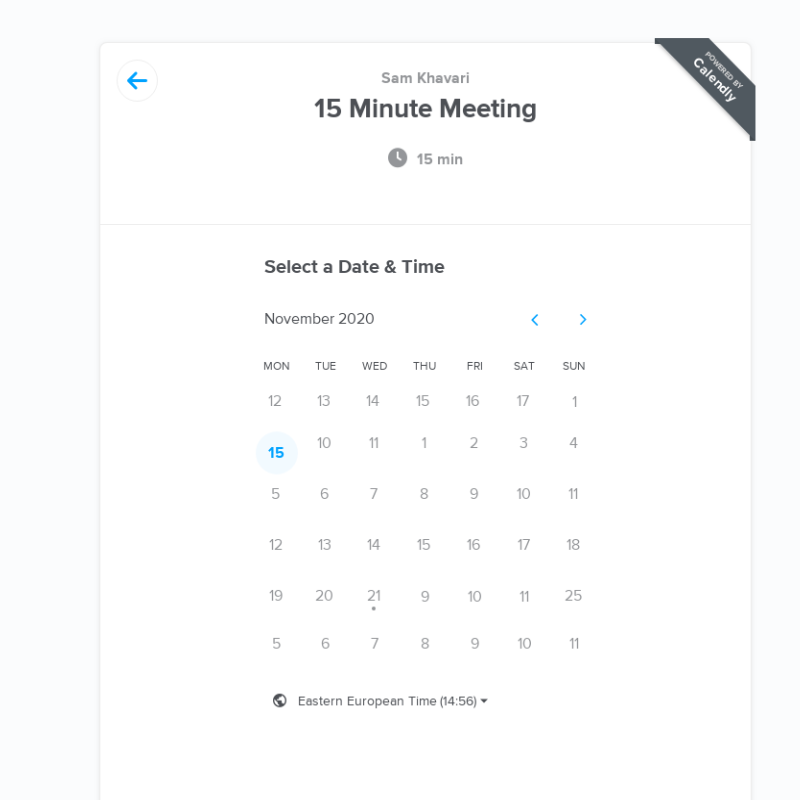 POWERED BY
Calendly
Sam Khavari
15 Minute Meeting
15 min
Select a Date & Time
November 2020
MON TUE WED THU FRI SAT SUN
12 13 14 15 16 17 1
15 10 11 1 2 3 4
5 6 7 8 9 10 11
12 13 14 15 16 17 18
19 20 21 9 10 11 25
5 6 7 8 9 10 11
Eastern European Time (14:56)